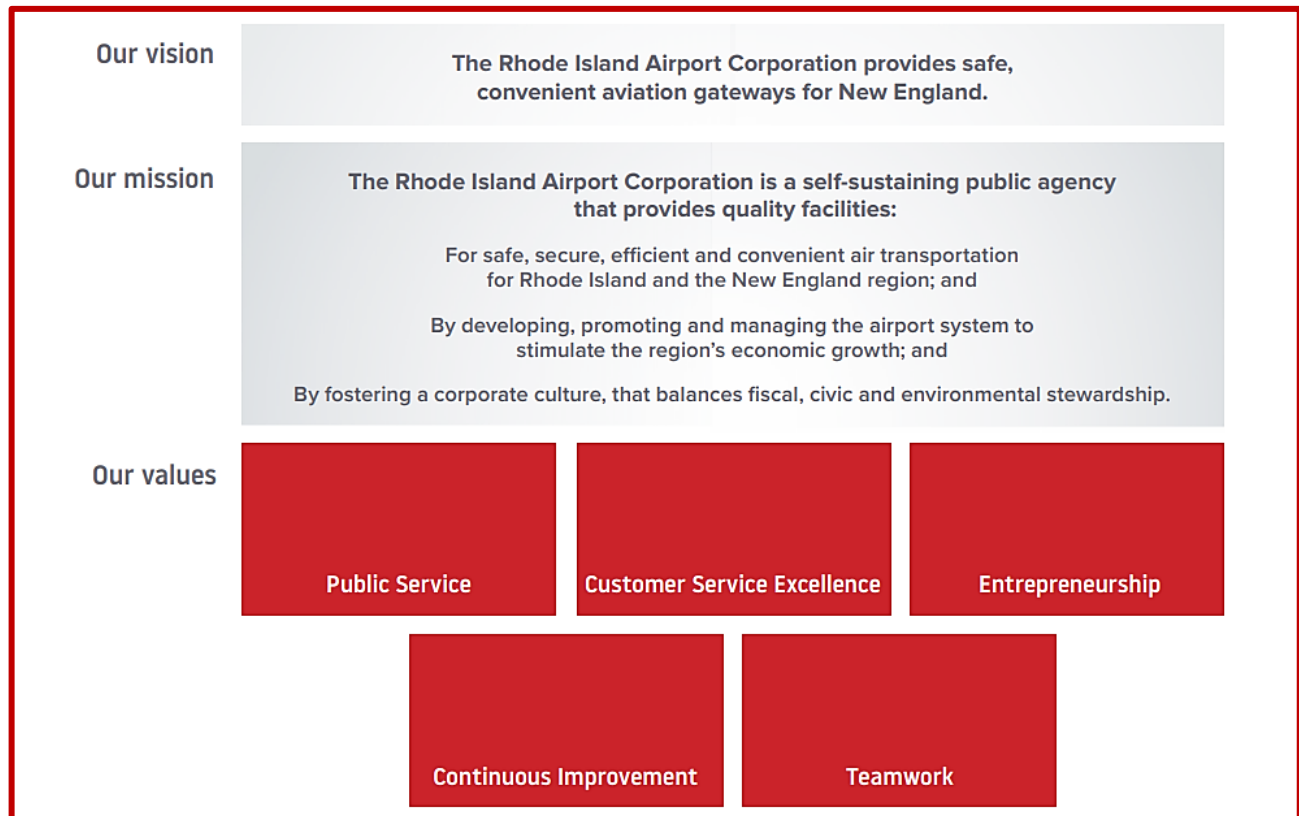 Our vision
The Rhode Island Airport Corporation provides safe,
convenient aviation gateways for New England.
Our mission
The Rhode Island Airport Corporation is a self-sustaining public agency
that provides quality facilities:
For safe, secure, efficient and convenient air transportation
for Rhode Island and the New England region; and
By developing, promoting and managing the airport system to
stimulate the region’s economic growth; and
By fostering a corporate culture, that balances fiscal, civic and environmental stewardship.
Our values
Public Service
Customer Service Excellence
Entrepreneurship
Continuous Improvement
Teamwork